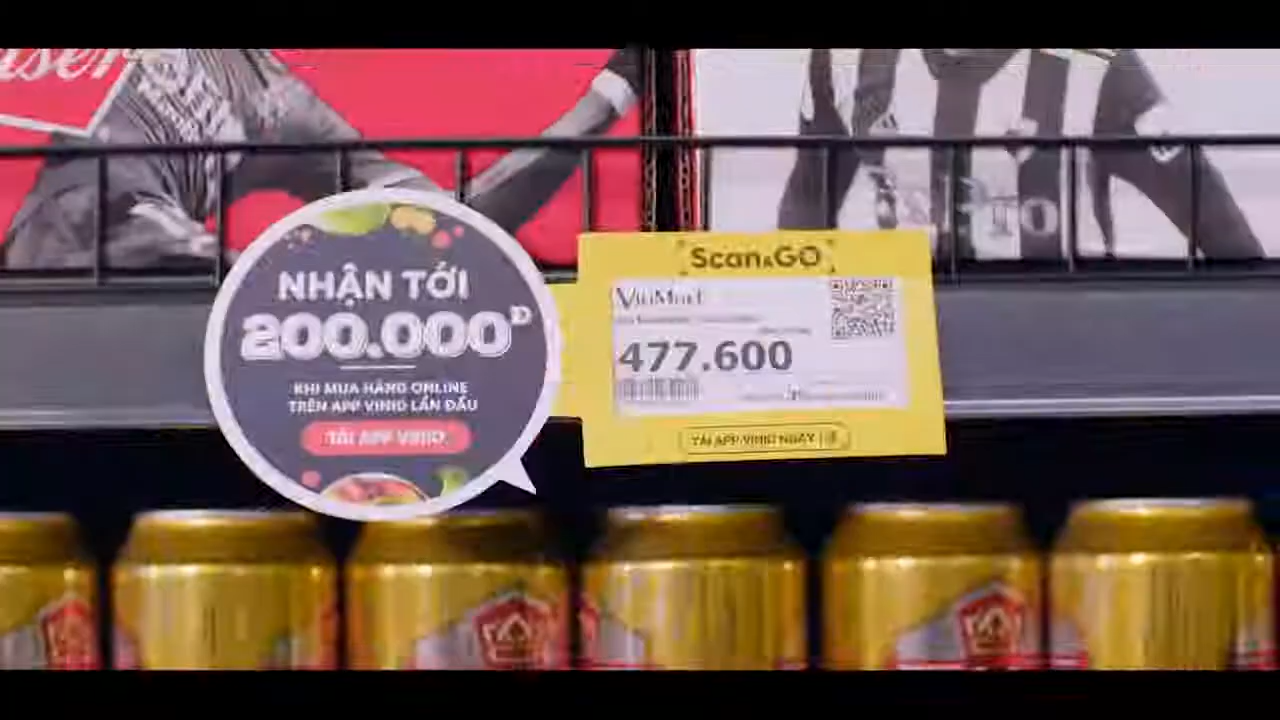 NHẬN TỚI
200.000Đ
KHI MUA HÀNG ONLINE
TRÊN APP VINID LẦN ĐẦU
TẢI APP VINID
Scan&GO
VinMart
477.600
TẢI APP VINID NGAY